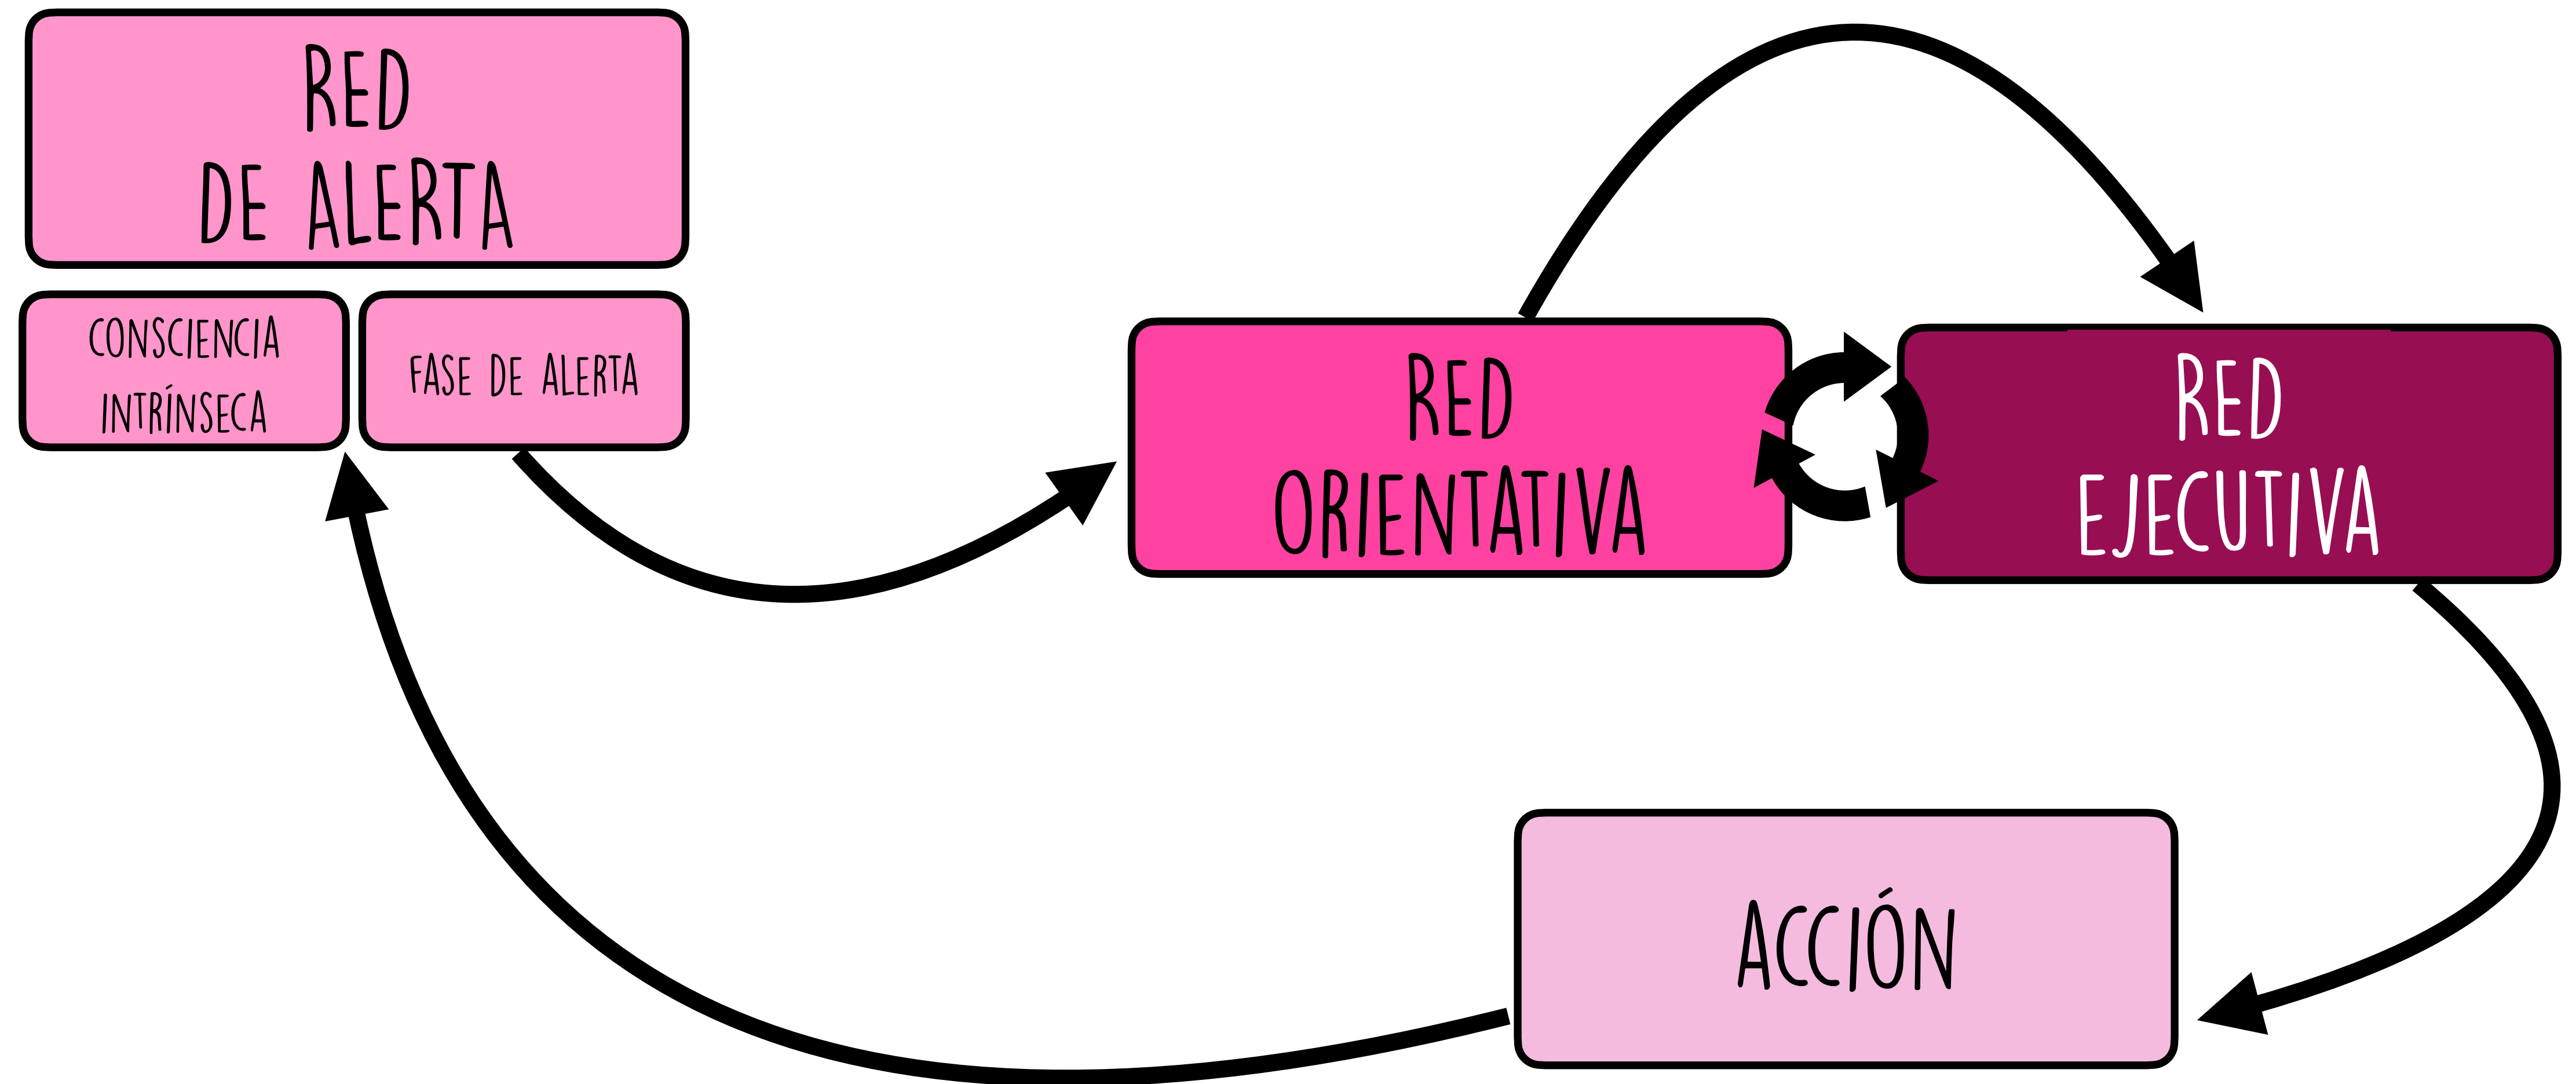 RED
DE ALERTA
CONSCIENCIA
INTRÍNSECA
FASE DE ALERTA
RED
ORIENTATIVA
RED
EJECUTIVA
ACCIÓN